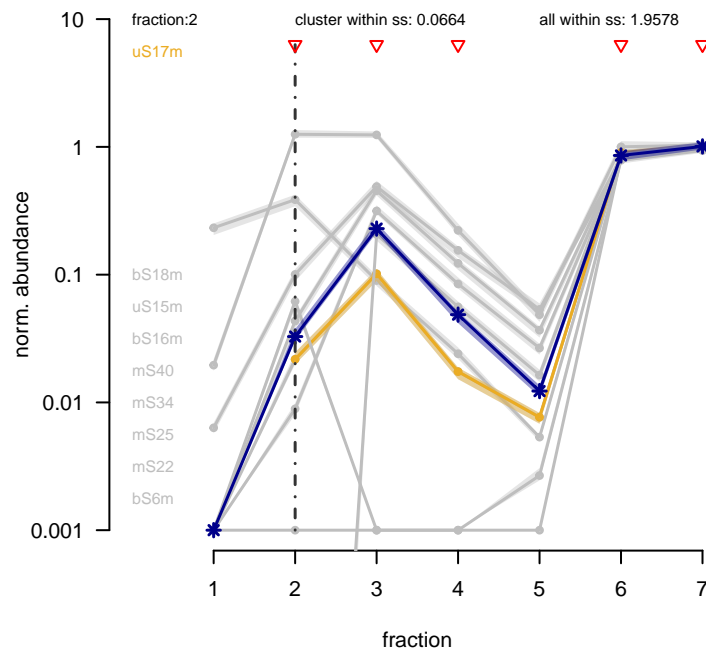 fraction:2 cluster within ss: 0.0664 all within ss: 1.9578
uS17m
bS18m
uS15m
bS16m
mS40
mS34
mS25
mS22
bS6m
10
1
0.1
0.01
0.001
norm. abundance
1 2 3 4 5 6 7
fraction